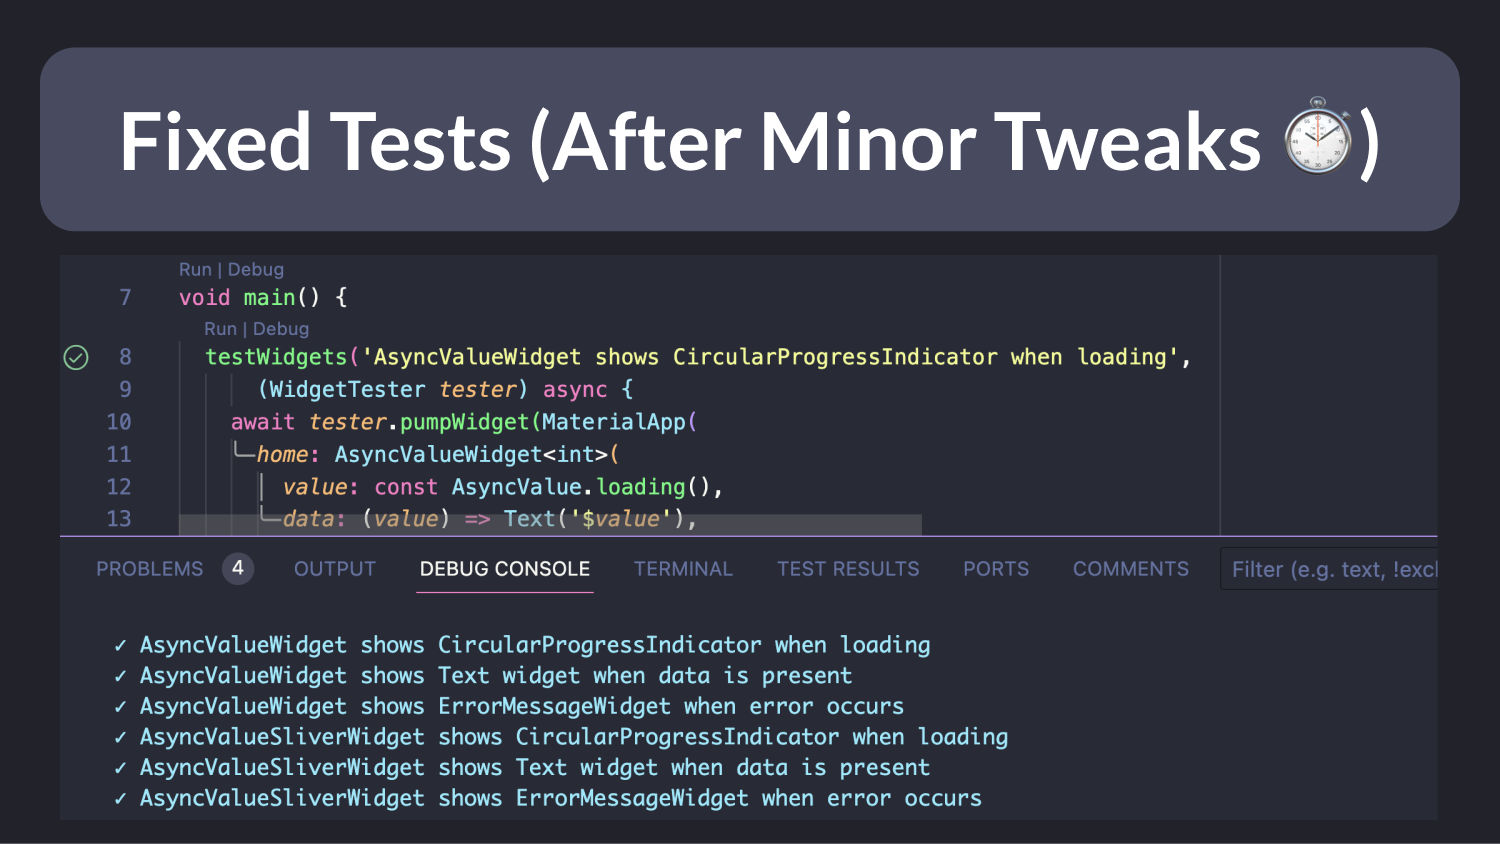 Fixed Tests (After Minor Tweaks ⏱️)
Run | Debug
7 void main() {
Run | Debug
8 testWidgets('AsyncValueWidget shows CircularProgressIndicator when loading',
9 (WidgetTester tester) async {
10 await tester.pumpWidget(MaterialApp(
11 home: AsyncValueWidget<int>(
12 value: const AsyncValue.loading(),
13 data: (value) => Text('$value'),
PROBLEMS 4 OUTPUT DEBUG CONSOLE TERMINAL TEST RESULTS PORTS COMMENTS Filter (e.g. text, !excl
✓ AsyncValueWidget shows CircularProgressIndicator when loading
✓ AsyncValueWidget shows Text widget when data is present
✓ AsyncValueWidget shows ErrorMessageWidget when error occurs
✓ AsyncValueSliverWidget shows CircularProgressIndicator when loading
✓ AsyncValueSliverWidget shows Text widget when data is present
✓ AsyncValueSliverWidget shows ErrorMessageWidget when error occurs